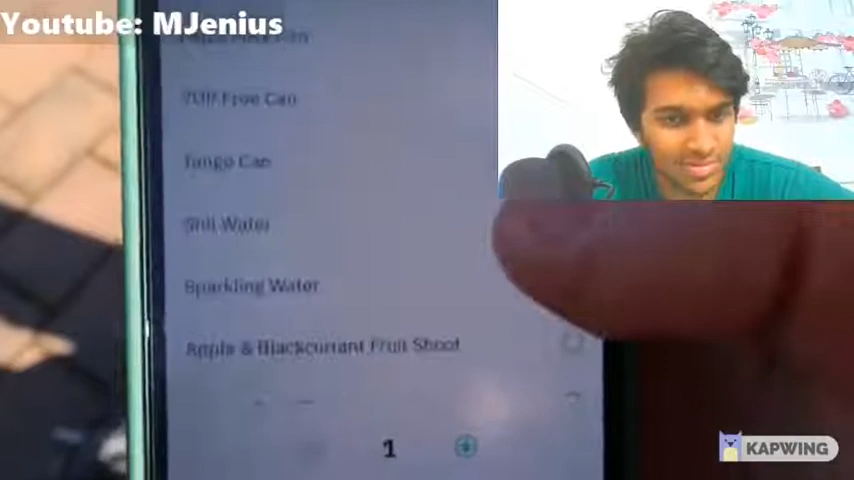 Youtube: MJenius
7UP Free Can
Tango Can
Still Water
Sparkling Water
Apple & Blackcurrant Fruit Shoot
1
KAPWING